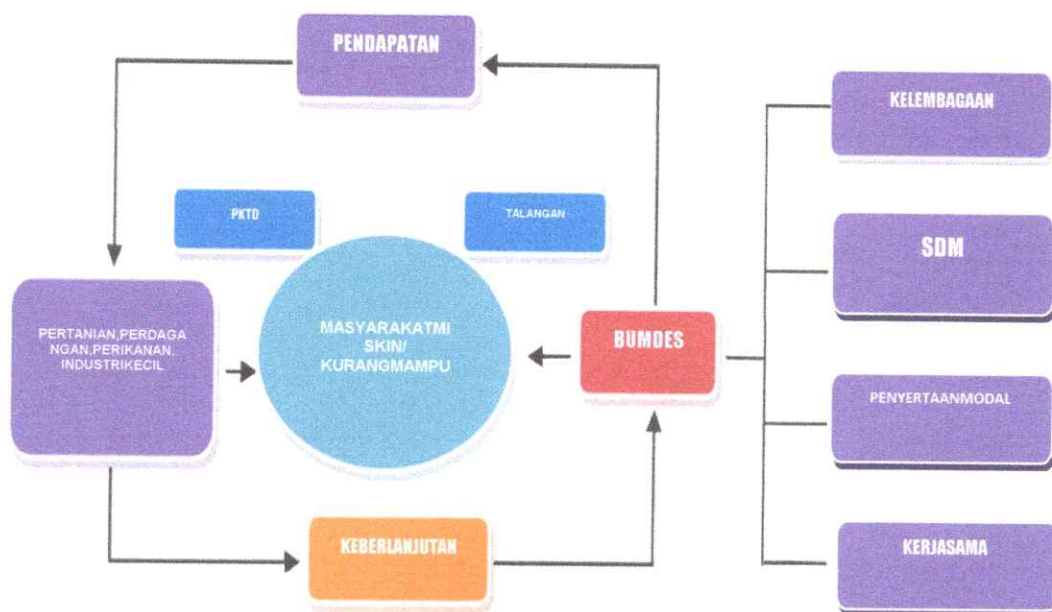 PENDAPATAN
KELEMBAGAAN
PKTD
TALANGAN
SDM
PERTANIAN,PERDAGA
NGAN,PERIKANAN,
INDUSTRIKECIL
MASYARAKATMI
SKIN/
KURANGMAMPU
BUMDES
PENYERTAANMODAL
KEBERLANJUTAN
KERJASAMA